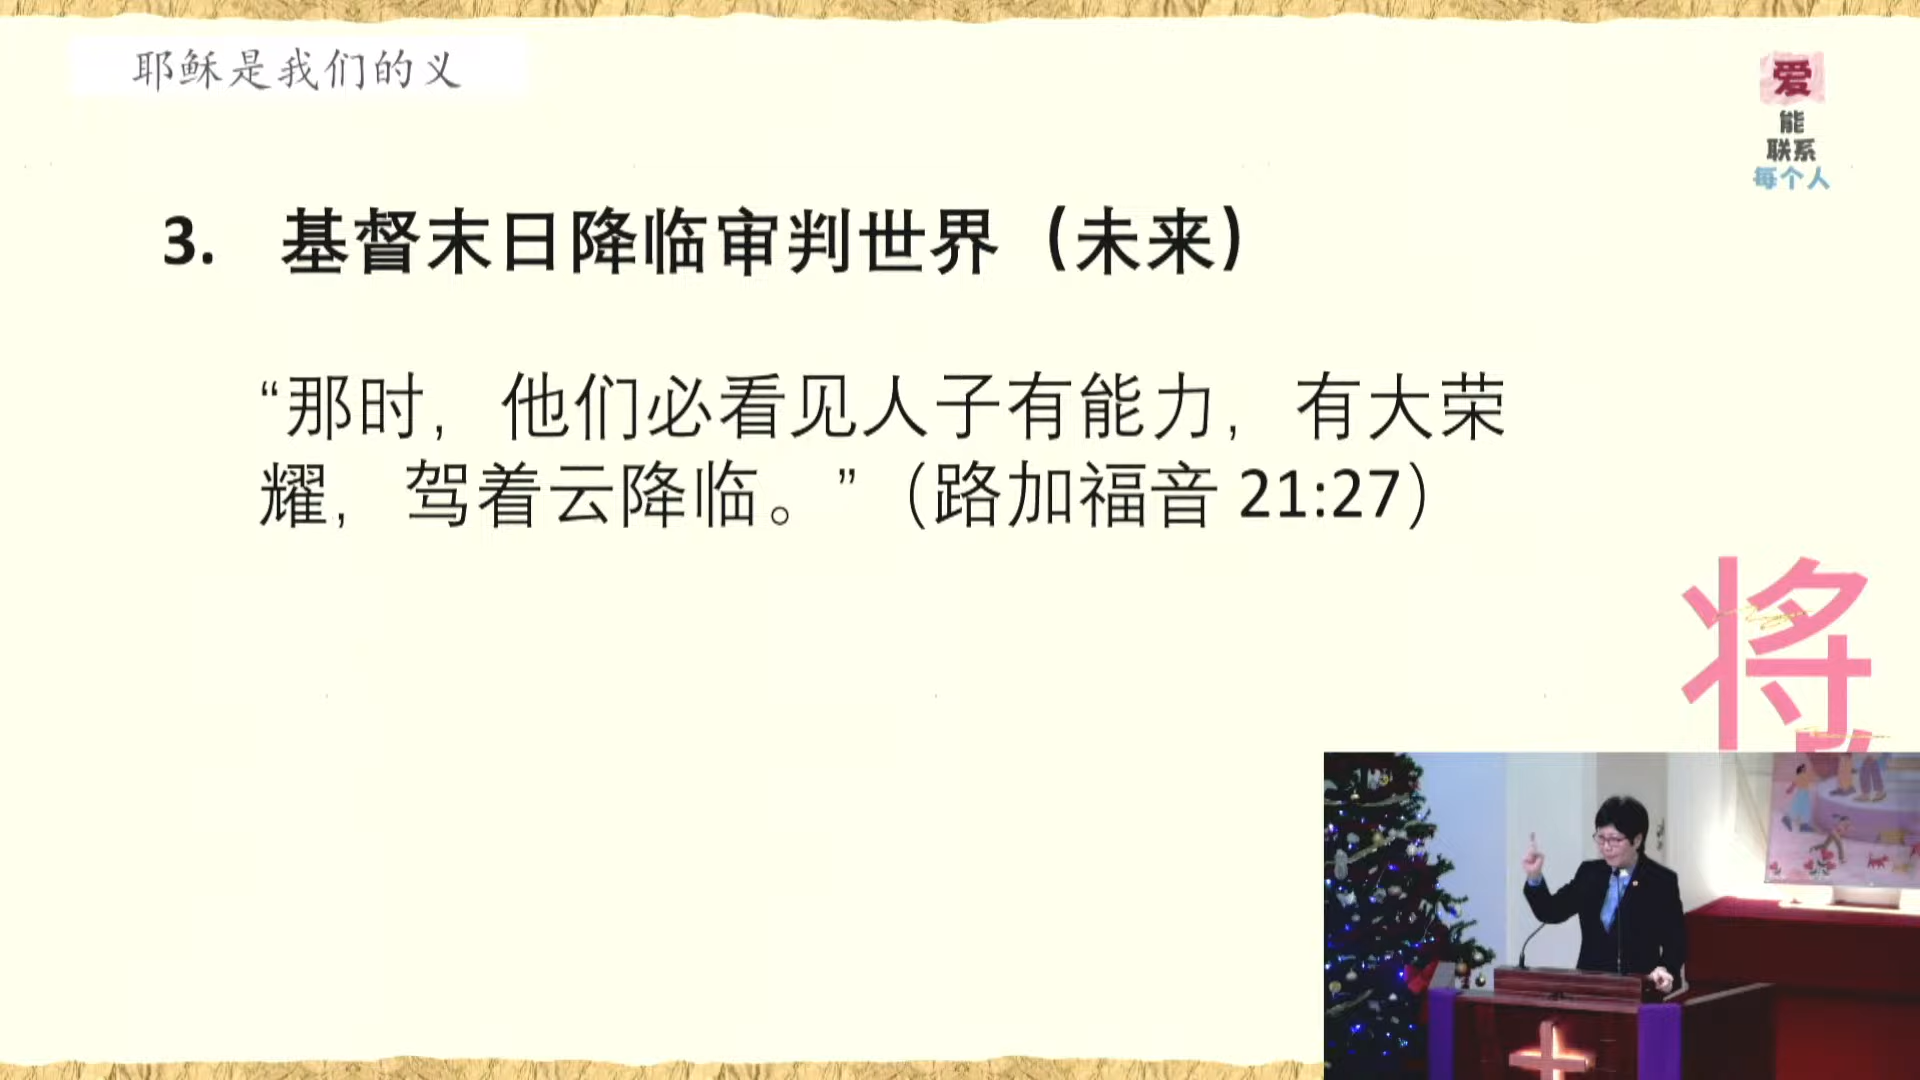 耶稣是我们的义
爱
能
联系
每个人
3. 基督末日降临审判世界（未来）
“那时，他们必看见人子有能力，有大荣
耀，驾着云降临。”（路加福音 21:27）
将